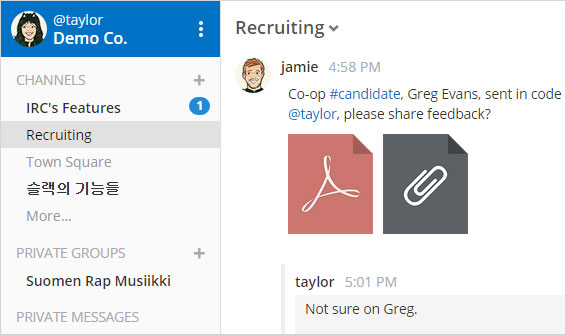 @taylor
Demo Co.
CHANNELS +
IRC's Features 1
Recruiting
Town Square
슬랙의 기능들
More...
PRIVATE GROUPS +
Suomen Rap Musiikki
PRIVATE MESSAGES
Recruiting
jamie 4:58 PM
Co-op #candidate, Greg Evans, sent in code
@taylor, please share feedback?
taylor 5:01 PM
Not sure on Greg.